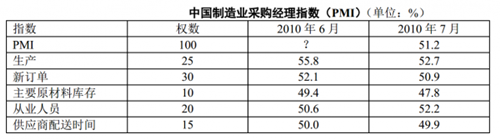 中国制造业采购经理指数（PMI）（单位：%）
指数 权数 2010 年 6 月 2010 年 7 月
PMI 100 ？ 51.2
生产 25 55.8 52.7
新订单 30 52.1 50.9
主要原材料库存 10 49.4 47.8
从业人员 20 50.6 52.2
供应商配送时间 15 50.0 49.9